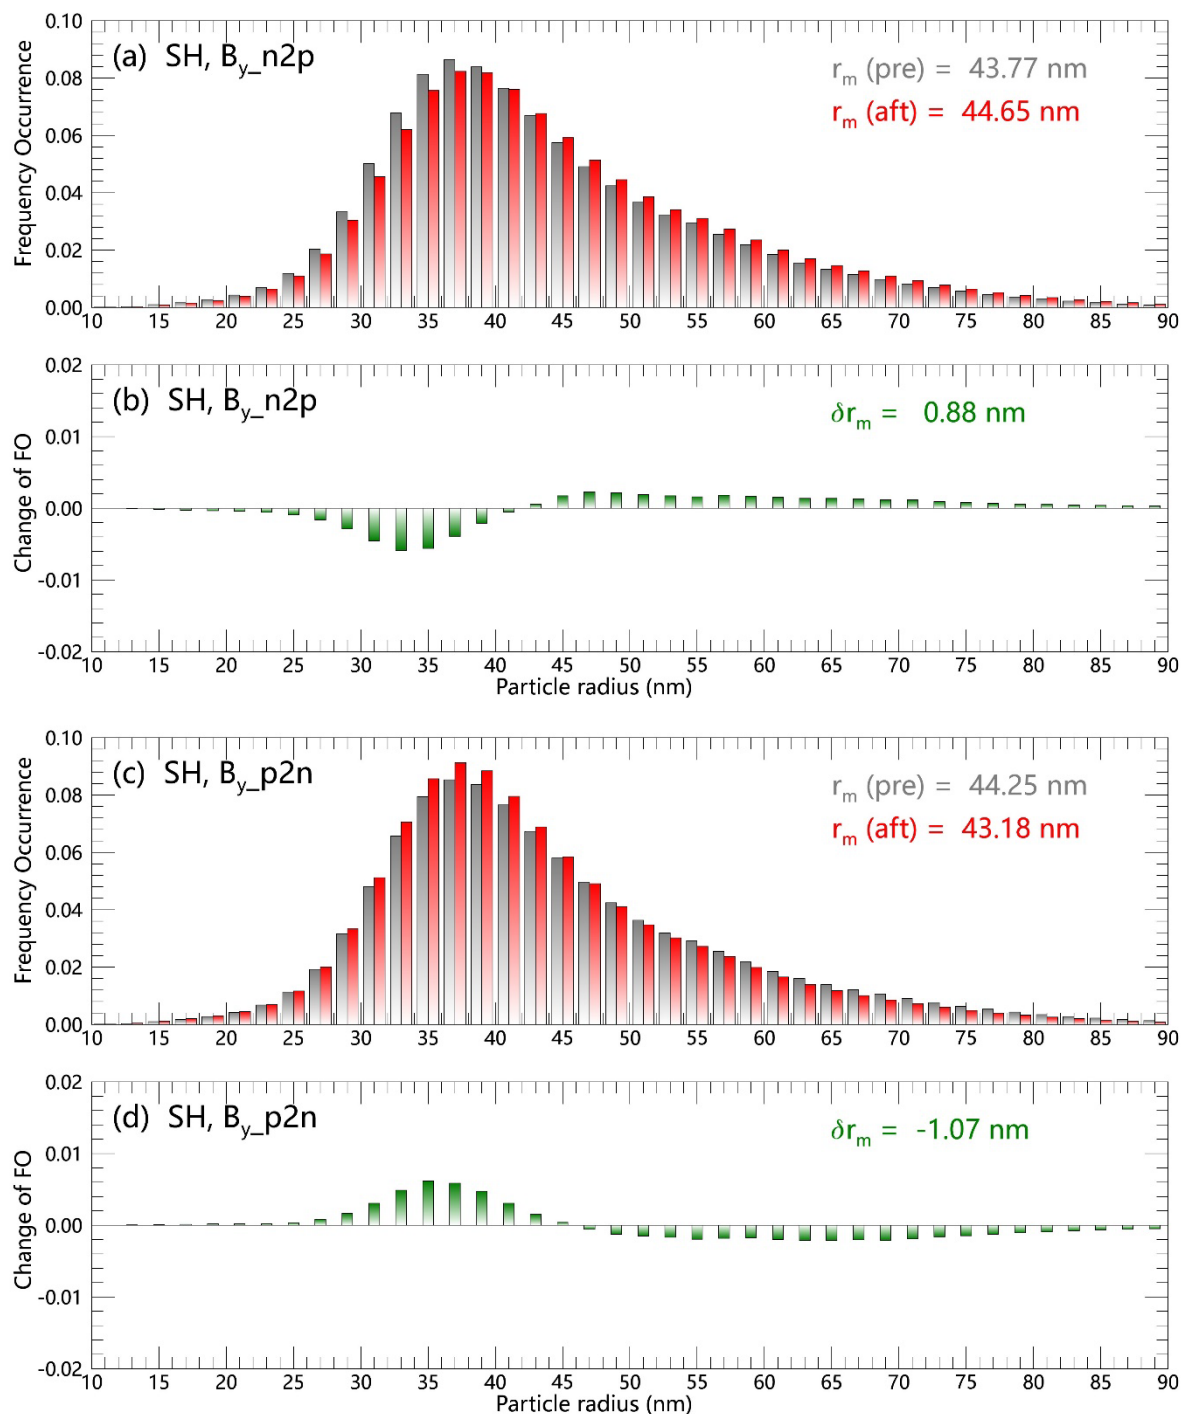 (a) SH, By_n2p
rm (pre) = 43.77 nm
rm (aft) = 44.65 nm
Frequency Occurrence
0.10
0.08
0.06
0.04
0.02
0.00
10 15 20 25 30 35 40 45 50 55 60 65 70 75 80 85 90
(b) SH, By_n2p
δrm = 0.88 nm
Change of FO
0.02
0.01
0.00
-0.01
-0.02
10 15 20 25 30 35 40 45 50 55 60 65 70 75 80 85 90
Particle radius (nm)
(c) SH, By_p2n
rm (pre) = 44.25 nm
rm (aft) = 43.18 nm
Frequency Occurrence
0.10
0.08
0.06
0.04
0.02
0.00
10 15 20 25 30 35 40 45 50 55 60 65 70 75 80 85 90
(d) SH, By_p2n
δrm = -1.07 nm
Change of FO
0.02
0.01
0.00
-0.01
-0.02
10 15 20 25 30 35 40 45 50 55 60 65 70 75 80 85 90
Particle radius (nm)